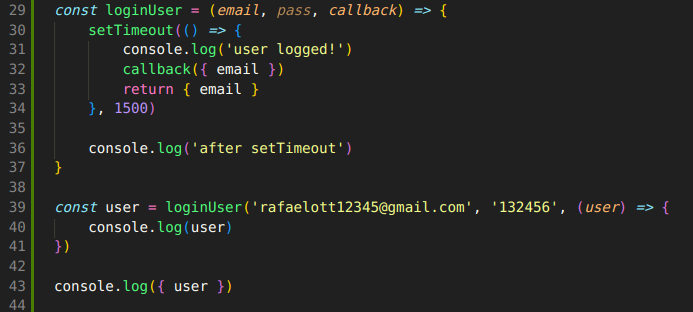 29 const loginUser = (email, pass, callback) => {
30 setTimeout(() => {
31 console.log('user logged!')
32 callback({ email })
33 return { email }
34 }, 1500)
35
36 console.log('after setTimeout')
37 }
38
39 const user = loginUser('rafaelott12345@gmail.com', '132456', (user) => {
40 console.log(user)
41 })
42
43 console.log({ user })
44